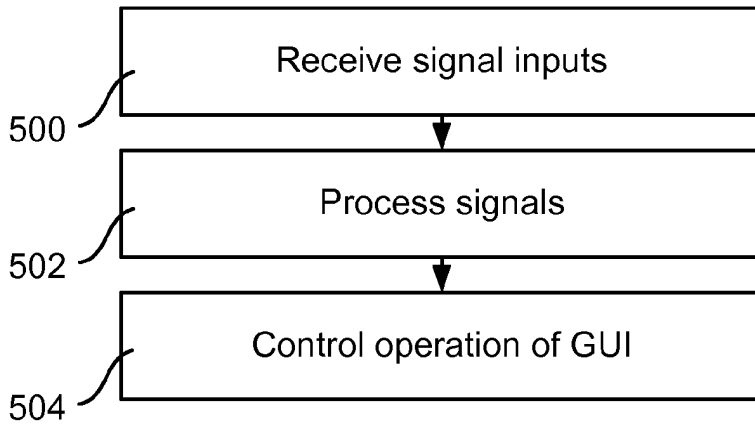 Receive signal inputs
500
Process signals
502
Control operation of GUI
504